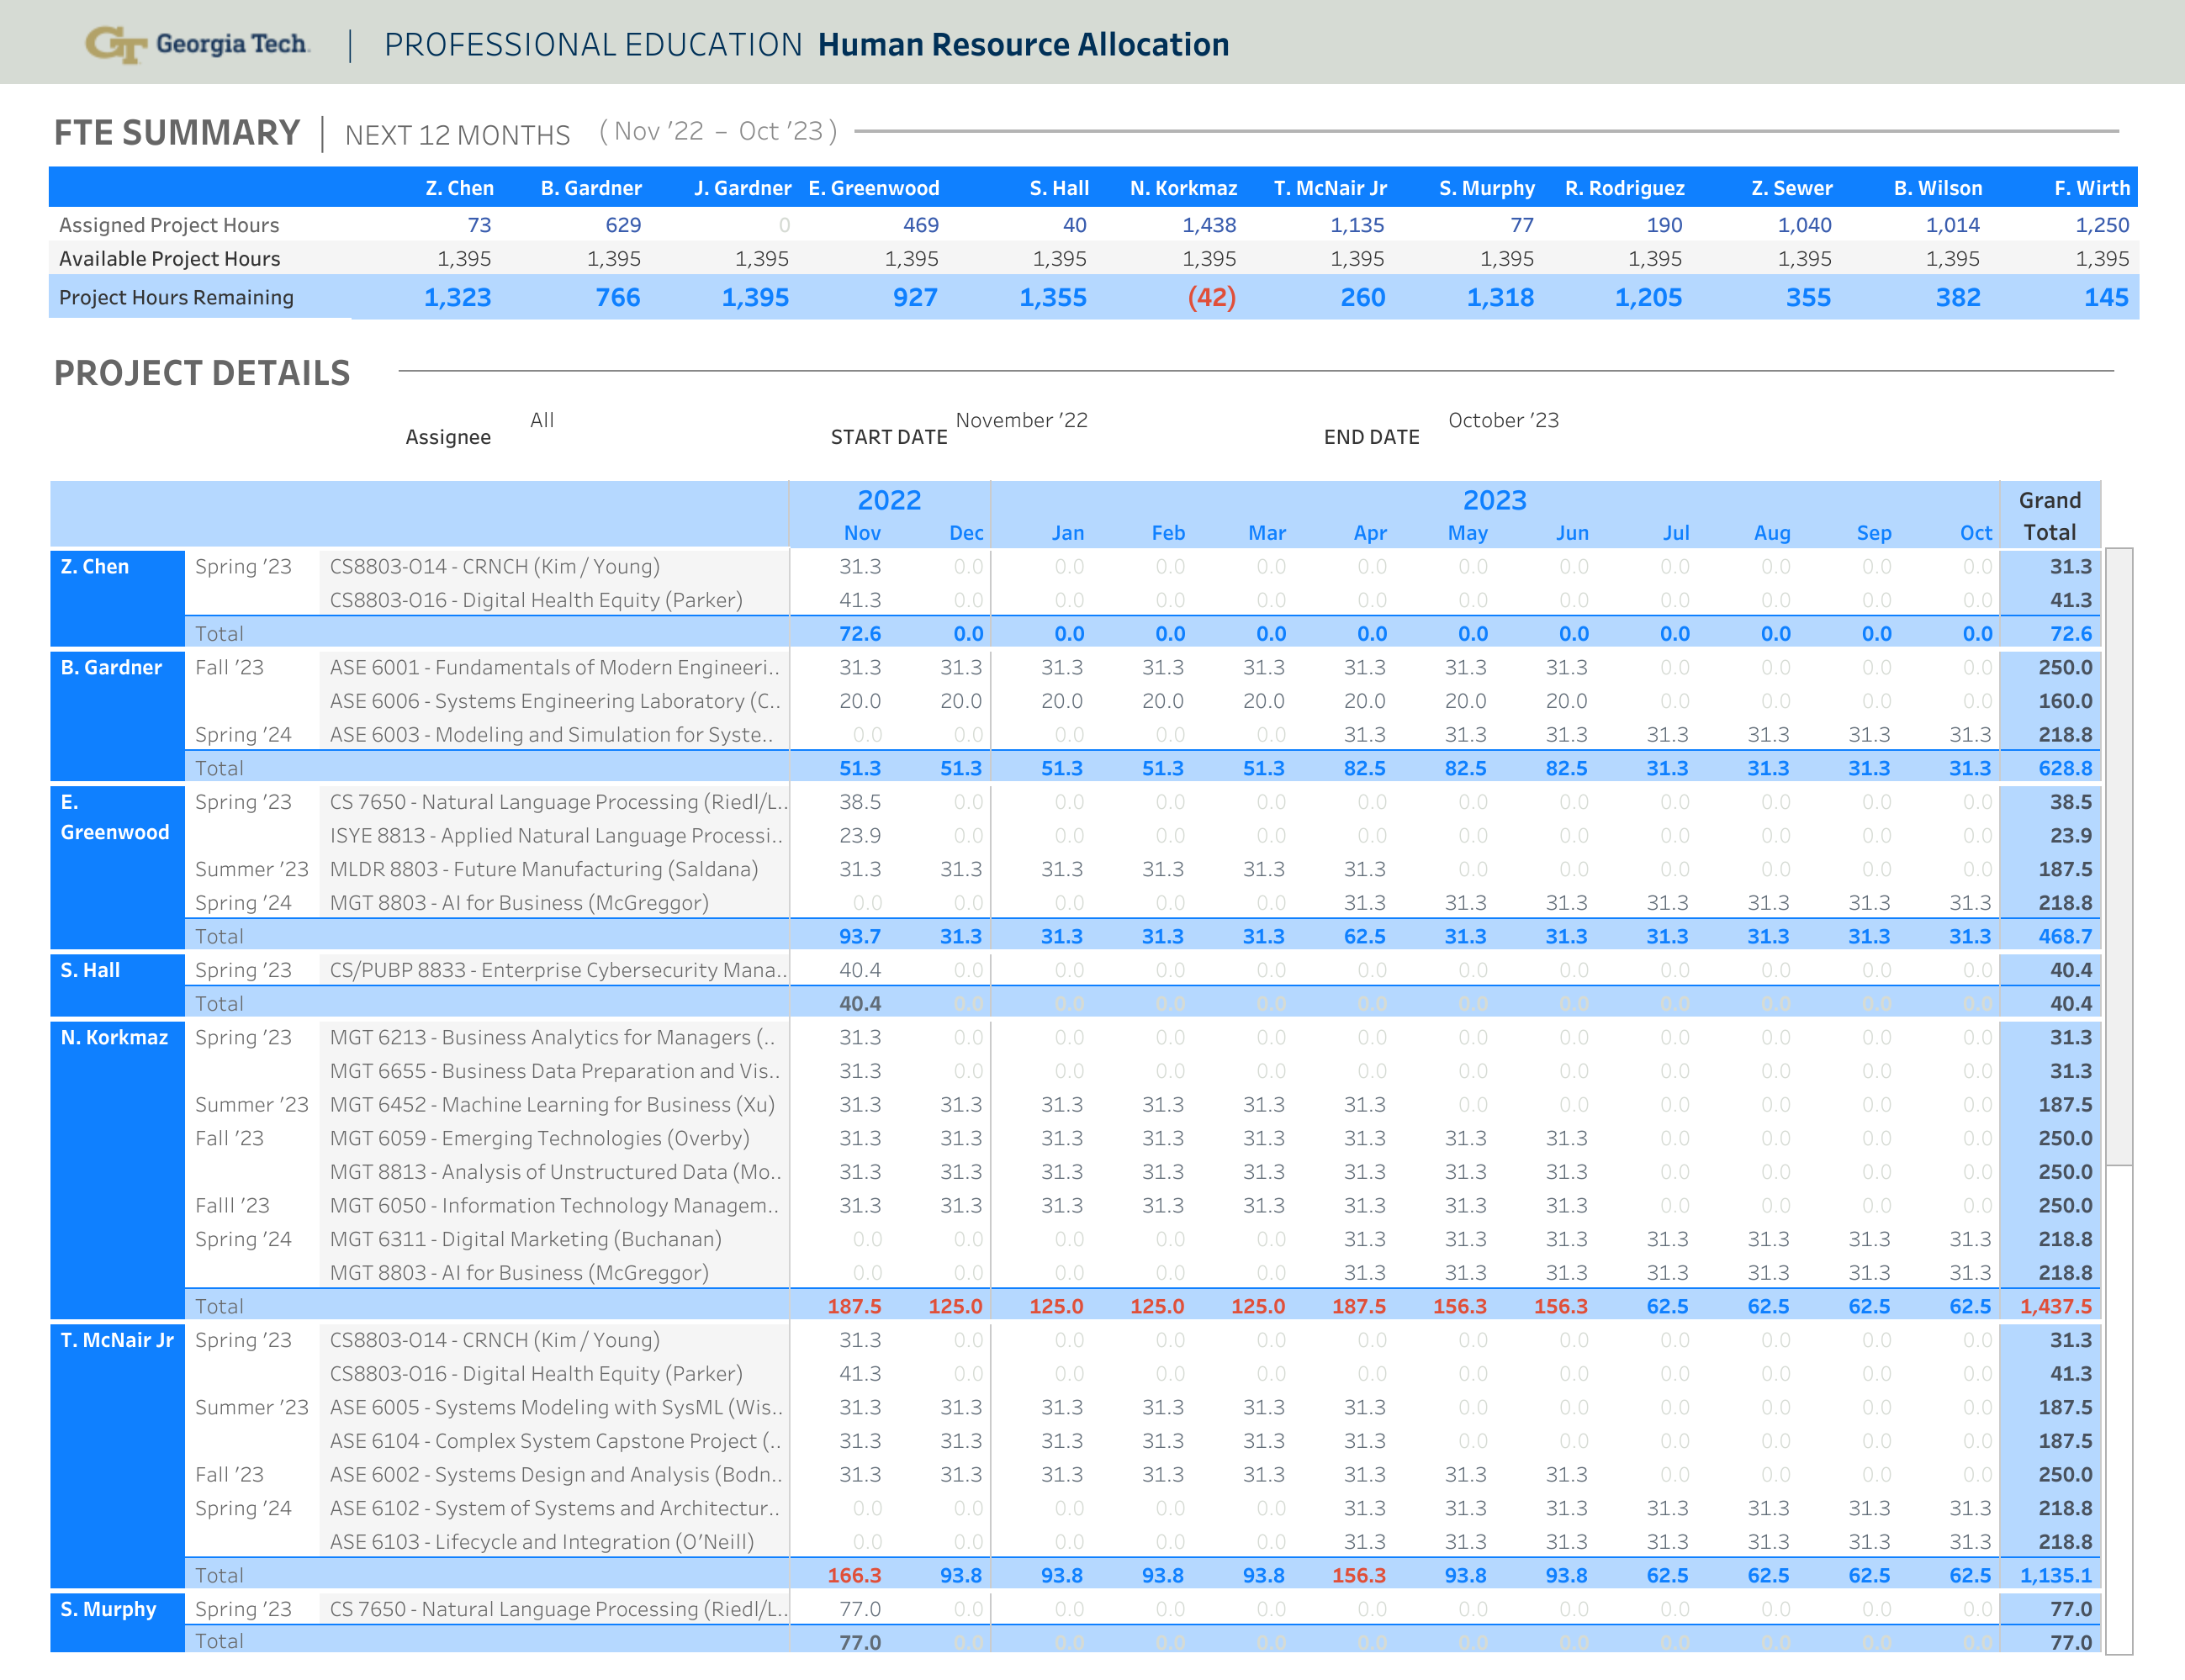 GT Georgia Tech. | PROFESSIONAL EDUCATION Human Resource Allocation
FTE SUMMARY | NEXT 12 MONTHS ( Nov '22 – Oct '23 )
Z. Chen B. Gardner J. Gardner E. Greenwood S. Hall N. Korkmaz T. McNair Jr S. Murphy R. Rodriguez Z. Sewer B. Wilson F. Wirth
Assigned Project Hours 73 629 0 469 40 1,438 1,135 77 190 1,040 1,014 1,250
Available Project Hours 1,395 1,395 1,395 1,395 1,395 1,395 1,395 1,395 1,395 1,395 1,395 1,395
Project Hours Remaining 1,323 766 1,395 927 1,355 (42) 260 1,318 1,205 355 382 145
PROJECT DETAILS
Assignee All START DATE November '22 END DATE October '23
2022 2023 Grand
Nov Dec Jan Feb Mar Apr May Jun Jul Aug Sep Oct Total
Z. Chen Spring '23 CS8803-O14 - CRNCH (Kim / Young) 31.3 0.0 0.0 0.0 0.0 0.0 0.0 0.0 0.0 0.0 0.0 0.0 31.3
CS8803-O16 - Digital Health Equity (Parker) 41.3 0.0 0.0 0.0 0.0 0.0 0.0 0.0 0.0 0.0 0.0 0.0 41.3
Total 72.6 0.0 0.0 0.0 0.0 0.0 0.0 0.0 0.0 0.0 0.0 0.0 72.6
B. Gardner Fall '23 ASE 6001 - Fundamentals of Modern Engineeri.. 31.3 31.3 31.3 31.3 31.3 31.3 31.3 31.3 0.0 0.0 0.0 0.0 250.0
ASE 6006 - Systems Engineering Laboratory (C.. 20.0 20.0 20.0 20.0 20.0 20.0 20.0 20.0 0.0 0.0 0.0 0.0 160.0
Spring '24 ASE 6003 - Modeling and Simulation for Syste.. 0.0 0.0 0.0 0.0 0.0 31.3 31.3 31.3 31.3 31.3 31.3 31.3 218.8
Total 51.3 51.3 51.3 51.3 51.3 82.5 82.5 82.5 31.3 31.3 31.3 31.3 628.8
E. Spring '23 CS 7650 - Natural Language Processing (Riedl/L.. 38.5 0.0 0.0 0.0 0.0 0.0 0.0 0.0 0.0 0.0 0.0 0.0 38.5
Greenwood ISYE 8813 - Applied Natural Language Processi.. 23.9 0.0 0.0 0.0 0.0 0.0 0.0 0.0 0.0 0.0 0.0 0.0 23.9
Summer '23 MLDR 8803 - Future Manufacturing (Saldana) 31.3 31.3 31.3 31.3 31.3 31.3 0.0 0.0 0.0 0.0 0.0 0.0 187.5
Spring '24 MGT 8803 - AI for Business (McGreggor) 0.0 0.0 0.0 0.0 0.0 31.3 31.3 31.3 31.3 31.3 31.3 31.3 218.8
Total 93.7 31.3 31.3 31.3 31.3 62.5 31.3 31.3 31.3 31.3 31.3 31.3 468.7
S. Hall Spring '23 CS/PUBP 8833 - Enterprise Cybersecurity Mana.. 40.4 0.0 0.0 0.0 0.0 0.0 0.0 0.0 0.0 0.0 0.0 0.0 40.4
Total 40.4 0.0 0.0 0.0 0.0 0.0 0.0 0.0 0.0 0.0 0.0 0.0 40.4
N. Korkmaz Spring '23 MGT 6213 - Business Analytics for Managers (.. 31.3 0.0 0.0 0.0 0.0 0.0 0.0 0.0 0.0 0.0 0.0 0.0 31.3
MGT 6655 - Business Data Preparation and Vis.. 31.3 0.0 0.0 0.0 0.0 0.0 0.0 0.0 0.0 0.0 0.0 0.0 31.3
Summer '23 MGT 6452 - Machine Learning for Business (Xu) 31.3 31.3 31.3 31.3 31.3 31.3 0.0 0.0 0.0 0.0 0.0 0.0 187.5
Fall '23 MGT 6059 - Emerging Technologies (Overby) 31.3 31.3 31.3 31.3 31.3 31.3 31.3 31.3 0.0 0.0 0.0 0.0 250.0
MGT 8813 - Analysis of Unstructured Data (Mo.. 31.3 31.3 31.3 31.3 31.3 31.3 31.3 31.3 0.0 0.0 0.0 0.0 250.0
Falll '23 MGT 6050 - Information Technology Managem.. 31.3 31.3 31.3 31.3 31.3 31.3 31.3 31.3 0.0 0.0 0.0 0.0 250.0
Spring '24 MGT 6311 - Digital Marketing (Buchanan) 0.0 0.0 0.0 0.0 0.0 31.3 31.3 31.3 31.3 31.3 31.3 31.3 218.8
MGT 8803 - AI for Business (McGreggor) 0.0 0.0 0.0 0.0 0.0 31.3 31.3 31.3 31.3 31.3 31.3 31.3 218.8
Total 187.5 125.0 125.0 125.0 125.0 187.5 156.3 156.3 62.5 62.5 62.5 62.5 1,437.5
T. McNair Jr Spring '23 CS8803-O14 - CRNCH (Kim / Young) 31.3 0.0 0.0 0.0 0.0 0.0 0.0 0.0 0.0 0.0 0.0 0.0 31.3
CS8803-O16 - Digital Health Equity (Parker) 41.3 0.0 0.0 0.0 0.0 0.0 0.0 0.0 0.0 0.0 0.0 0.0 41.3
Summer '23 ASE 6005 - Systems Modeling with SysML (Wis.. 31.3 31.3 31.3 31.3 31.3 31.3 0.0 0.0 0.0 0.0 0.0 0.0 187.5
ASE 6104 - Complex System Capstone Project (.. 31.3 31.3 31.3 31.3 31.3 31.3 0.0 0.0 0.0 0.0 0.0 0.0 187.5
Fall '23 ASE 6002 - Systems Design and Analysis (Bodn.. 31.3 31.3 31.3 31.3 31.3 31.3 31.3 31.3 0.0 0.0 0.0 0.0 250.0
Spring '24 ASE 6102 - System of Systems and Architectur.. 0.0 0.0 0.0 0.0 0.0 31.3 31.3 31.3 31.3 31.3 31.3 31.3 218.8
ASE 6103 - Lifecycle and Integration (O'Neill) 0.0 0.0 0.0 0.0 0.0 31.3 31.3 31.3 31.3 31.3 31.3 31.3 218.8
Total 166.3 93.8 93.8 93.8 93.8 156.3 93.8 93.8 62.5 62.5 62.5 62.5 1,135.1
S. Murphy Spring '23 CS 7650 - Natural Language Processing (Riedl/L.. 77.0 0.0 0.0 0.0 0.0 0.0 0.0 0.0 0.0 0.0 0.0 0.0 77.0
Total 77.0 0.0 0.0 0.0 0.0 0.0 0.0 0.0 0.0 0.0 0.0 0.0 77.0